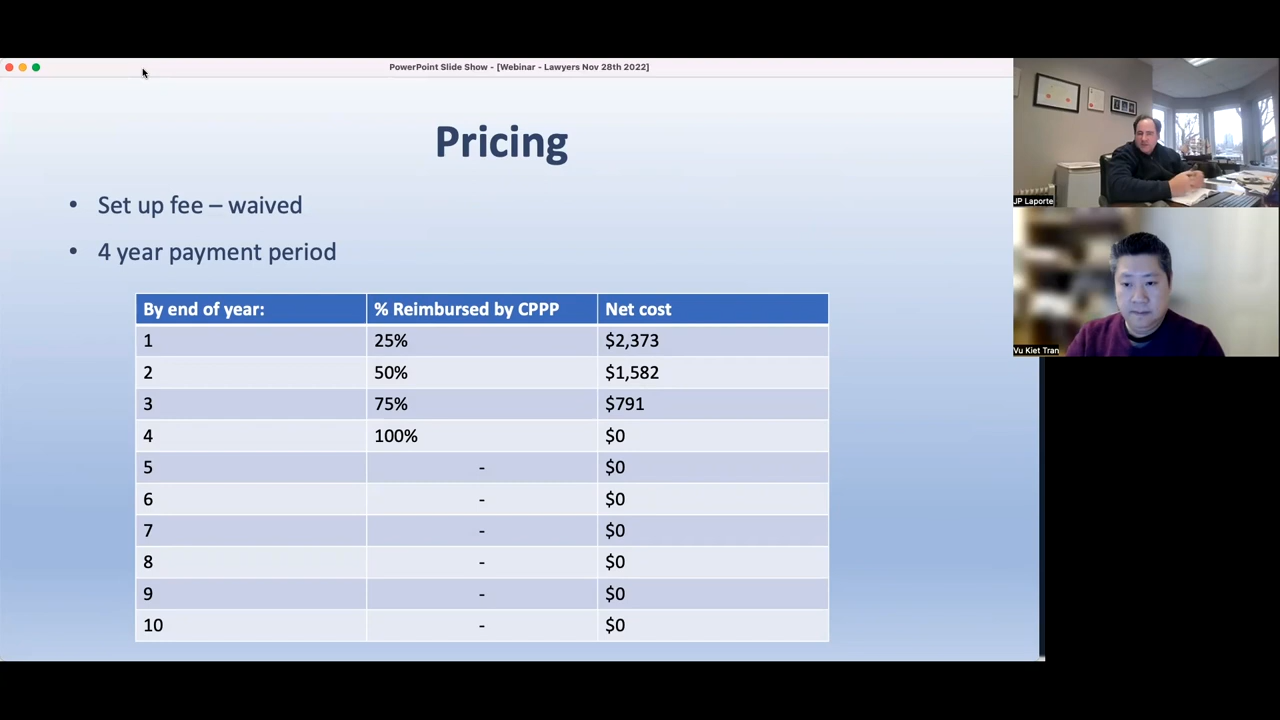 PowerPoint Slide Show - [Webinar - Lawyers Nov 28th 2022]
Pricing
• Set up fee – waived
• 4 year payment period
By end of year: % Reimbursed by CPPP Net cost
1 25% $2,373
2 50% $1,582
3 75% $791
4 100% $0
5 - $0
6 - $0
7 - $0
8 - $0
9 - $0
10 - $0
JP Laporte
Vu Kiet Tran